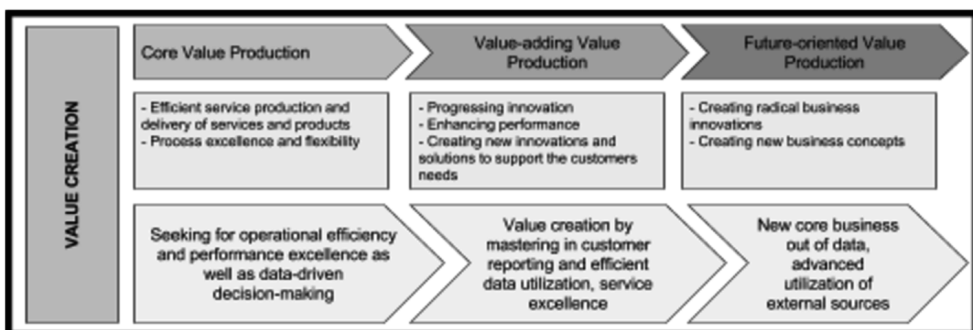 VALUE CREATION
Core Value Production
Value-adding Value
Production
Future-oriented Value
Production
- Efficient service production and
delivery of services and products
- Process excellence and flexibility
- Progressing innovation
- Enhancing performance
- Creating new innovations and
solutions to support the customers
needs
- Creating radical business
innovations
- Creating new business concepts
Seeking for operational efficiency
and performance excellence as
well as data-driven
decision-making
Value creation by
mastering in customer
reporting and efficient
data utilization, service
excellence
New core business
out of data,
advanced
utilization of
external sources